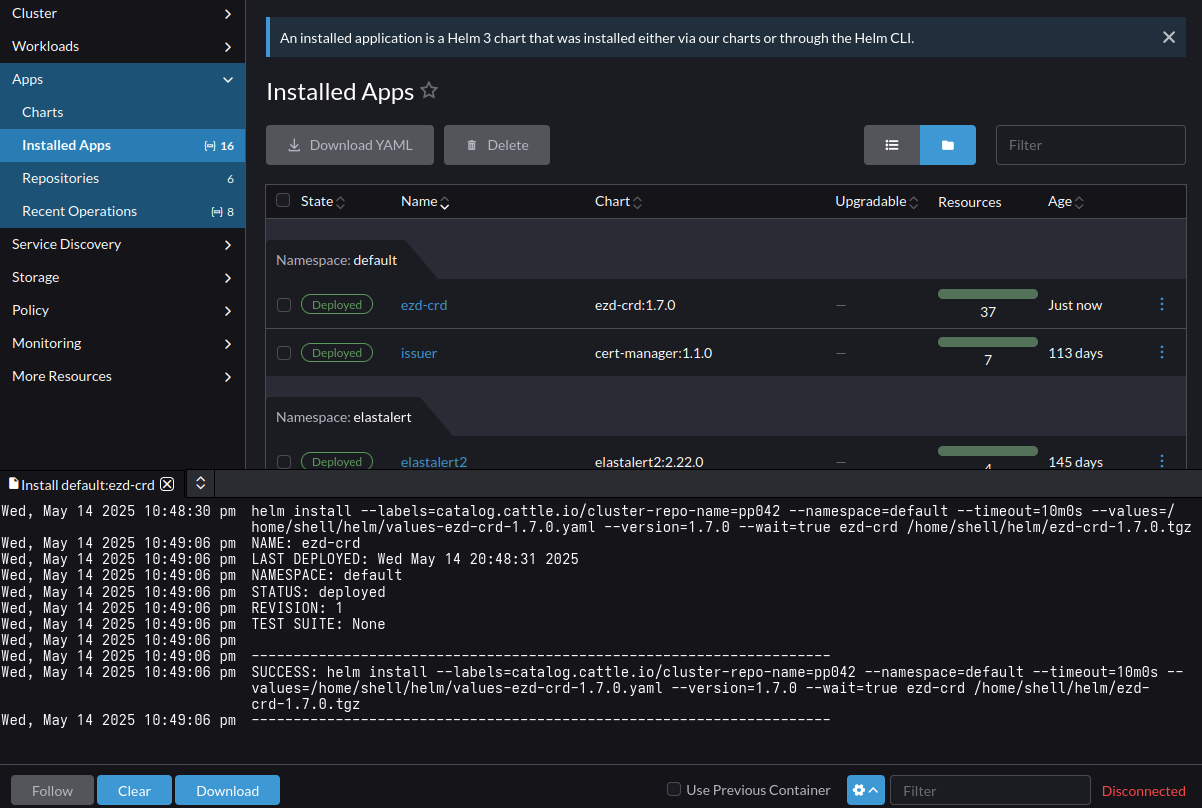 Cluster
Workloads
Apps
Charts
Installed Apps 16
Repositories 6
Recent Operations 8
Service Discovery
Storage
Policy
Monitoring
More Resources
An installed application is a Helm 3 chart that was installed either via our charts or through the Helm CLI.
Installed Apps
Download YAML Delete Filter
State Name Chart Upgradable Resources Age
Namespace: default
Deployed ezd-crd ezd-crd:1.7.0 — 37 Just now
Deployed issuer cert-manager:1.1.0 — 7 113 days
Namespace: elastalert
Deployed elastalert2 elastalert2:2.22.0 — 4 145 days
Install default:ezd-crd
Wed, May 14 2025 10:48:30 pm helm install --labels=catalog.cattle.io/cluster-repo-name=pp042 --namespace=default --timeout=10m0s --values=/
home/shell/helm/values-ezd-crd-1.7.0.yaml --version=1.7.0 --wait=true ezd-crd /home/shell/helm/ezd-crd-1.7.0.tgz
Wed, May 14 2025 10:49:06 pm NAME: ezd-crd
Wed, May 14 2025 10:49:06 pm LAST DEPLOYED: Wed May 14 20:48:31 2025
Wed, May 14 2025 10:49:06 pm NAMESPACE: default
Wed, May 14 2025 10:49:06 pm STATUS: deployed
Wed, May 14 2025 10:49:06 pm REVISION: 1
Wed, May 14 2025 10:49:06 pm TEST SUITE: None
Wed, May 14 2025 10:49:06 pm
Wed, May 14 2025 10:49:06 pm ---------------------------------------------------------------------
Wed, May 14 2025 10:49:06 pm SUCCESS: helm install --labels=catalog.cattle.io/cluster-repo-name=pp042 --namespace=default --timeout=10m0s --
values=/home/shell/helm/values-ezd-crd-1.7.0.yaml --version=1.7.0 --wait=true ezd-crd /home/shell/helm/ezd-
crd-1.7.0.tgz
Wed, May 14 2025 10:49:06 pm ---------------------------------------------------------------------
Follow Clear Download Use Previous Container Filter Disconnected